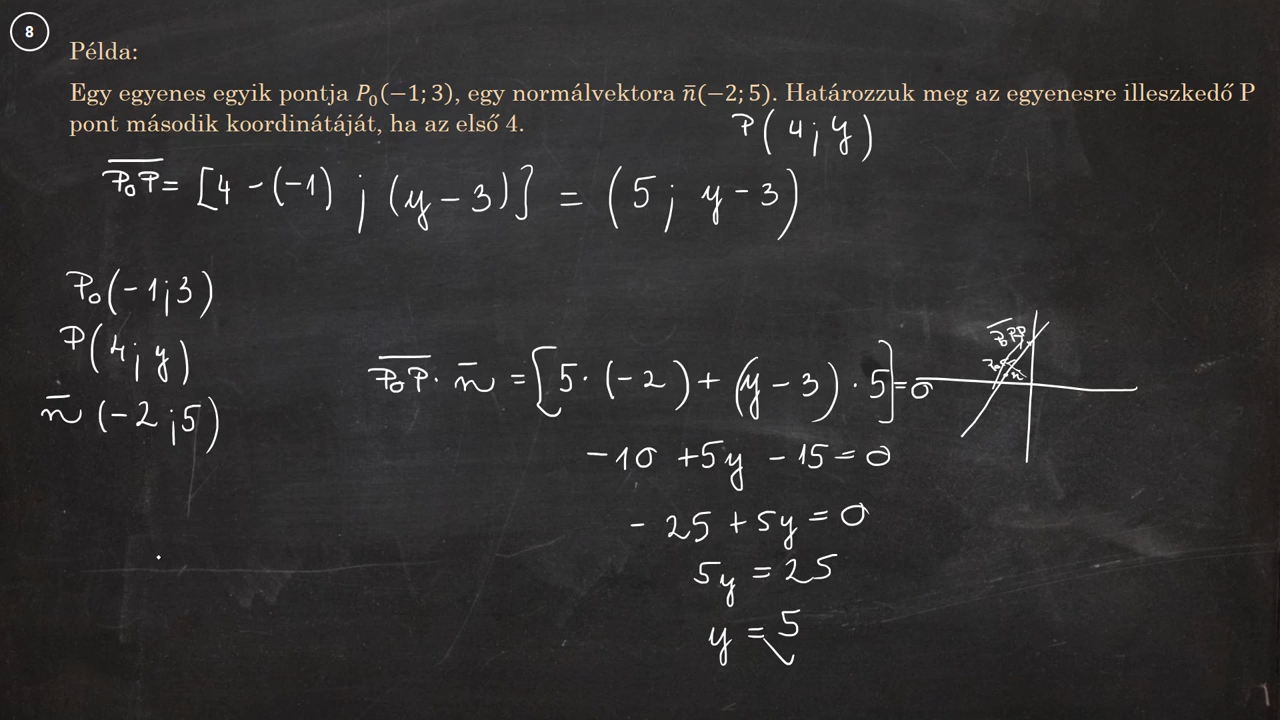 8
Példa:
Egy egyenes egyik pontja P₀(−1; 3), egy normálvektora n̄(−2; 5). Határozzuk meg az egyenesre illeszkedő P
pont második koordinátáját, ha az első 4.
P(4; y)
P₀P = [4 - (-1) ; (y - 3)] = (5 ; y - 3)
P₀(-1;3)
P(4; y)
n̄ (-2 ;5)
P₀P · n̄ = [5 · (-2) + (y - 3) · 5] = 0
-10 +5y - 15 = 0
- 25 + 5y = 0
5y = 25
y = 5